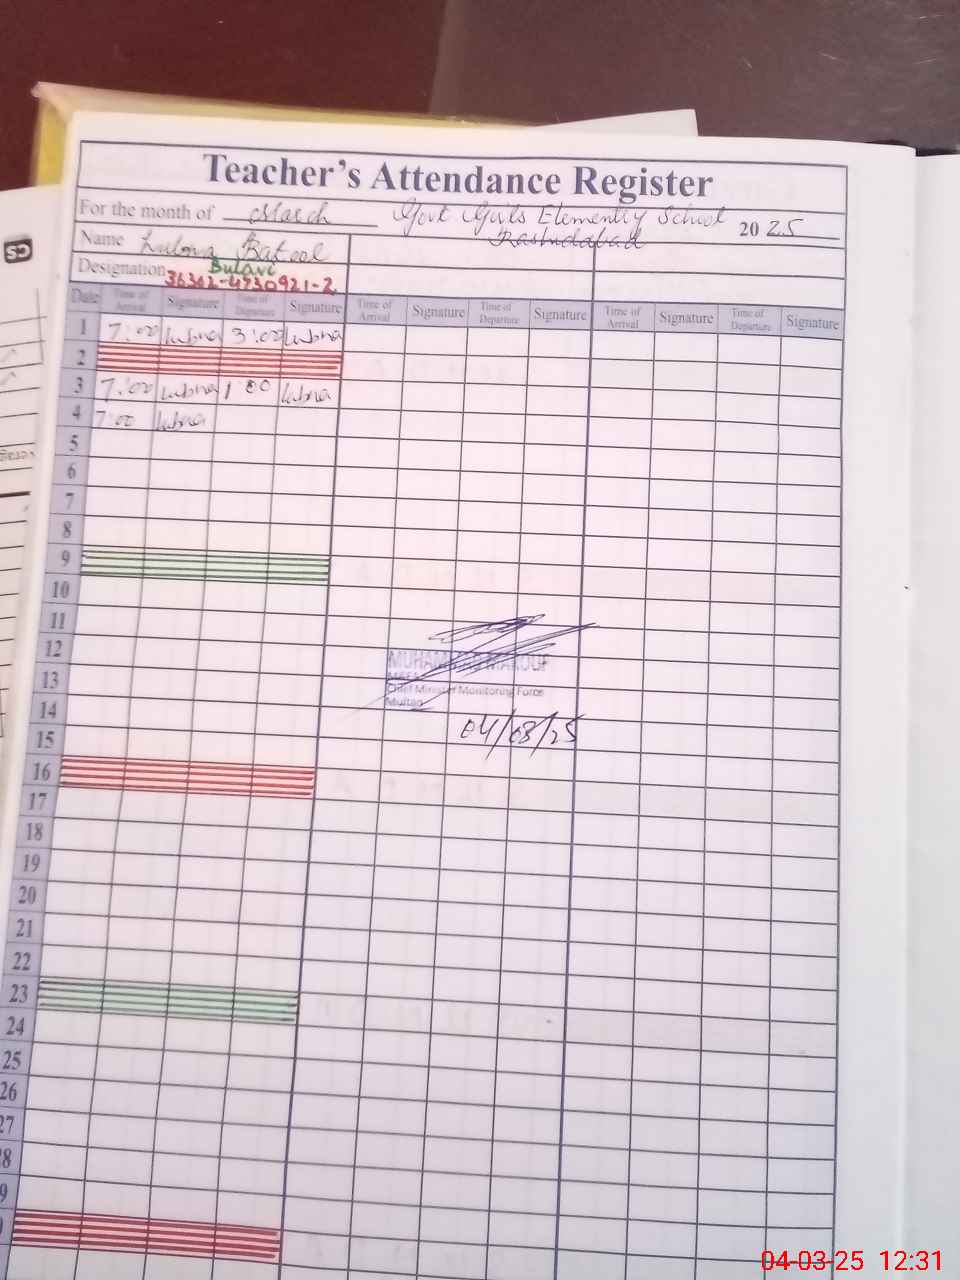 Teacher's Attendance Register
For the month of March Govt Girls Elementry School 2025
Rashidabad
Name Lubna Batool
Designation Bulavi
36302-4730921-2
Date Time of Arrival Signature Time of Departure Signature Time of Arrival Signature Time of Departure Signature Time of Arrival Signature Time of Departure Signature
1 7:00 Lubna 3:00 Lubna
2
3 7:00 Lubna 1:00 Lubna
4 7:00 Lubna
5
6
7
8
9
10
11
12
13
14
15
16
17
18
19
20
21
22
23
24
25
26
27
8
9
MUHAMMAD
Chief Minister Monitoring Force
Multan
04/08/25
GS
04-03-25 12:31